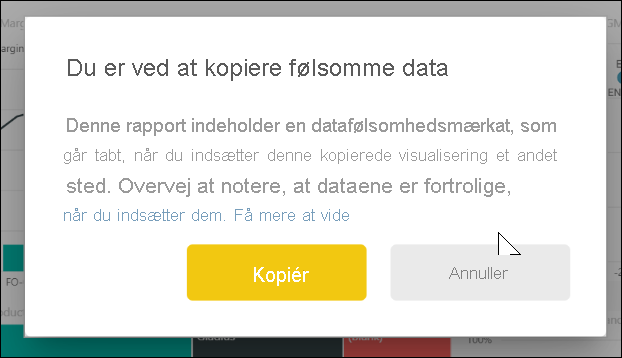 Du er ved at kopiere følsomme data
Denne rapport indeholder en datafølsomhedsmærkat, som
går tabt, når du indsætter denne kopierede visualisering et andet
sted. Overvej at notere, at dataene er fortrolige,
når du indsætter dem. Få mere at vide
Kopiér
Annuller
FO-
100%